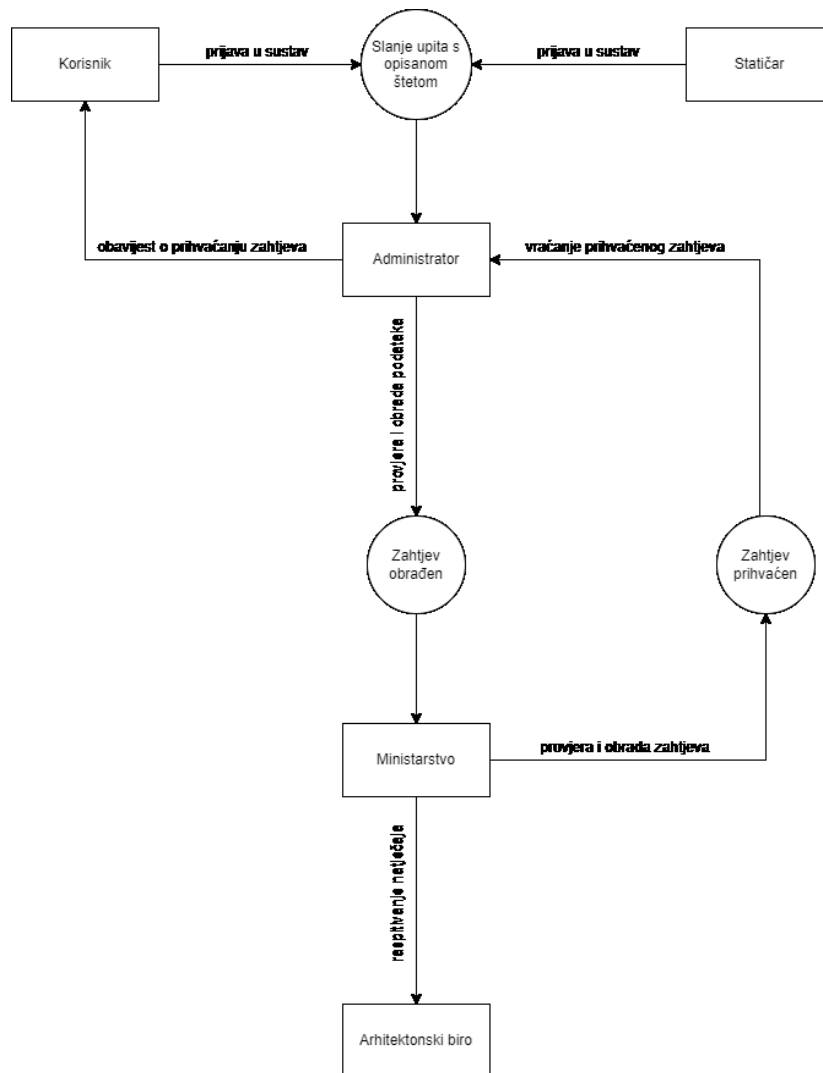 Korisnik
prijava u sustav
Slanje upita s
opisanom
štetom
prijava u sustav
Statičar
obavijest o prihvaćanju zahtjeva
Administrator
vraćanje prihvaćenog zahtjeva
provjera i obrada podataka
Zahtjev
obrađen
Zahtjev
prihvaćen
Ministarstvo
provjera i obrada zahtjeva
raspitivanje natječaja
Arhitektonski biro